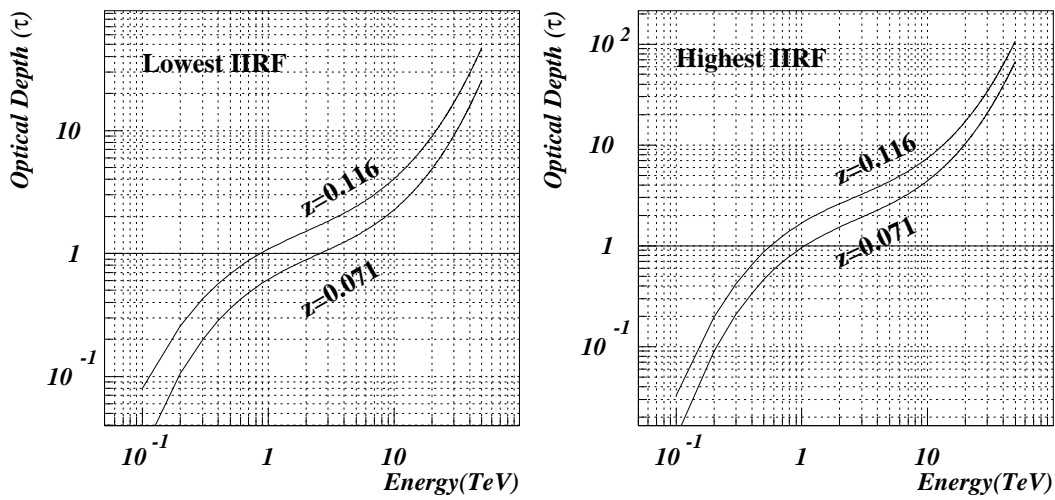 Optical Depth (τ)
Lowest IIRF
10
1
10 -1
z=0.116
z=0.071
10 -1
1
10
Energy(TeV)
Optical Depth (τ)
Highest IIRF
10 2
10
1
10 -1
z=0.116
z=0.071
10 -1
1
10
Energy(TeV)